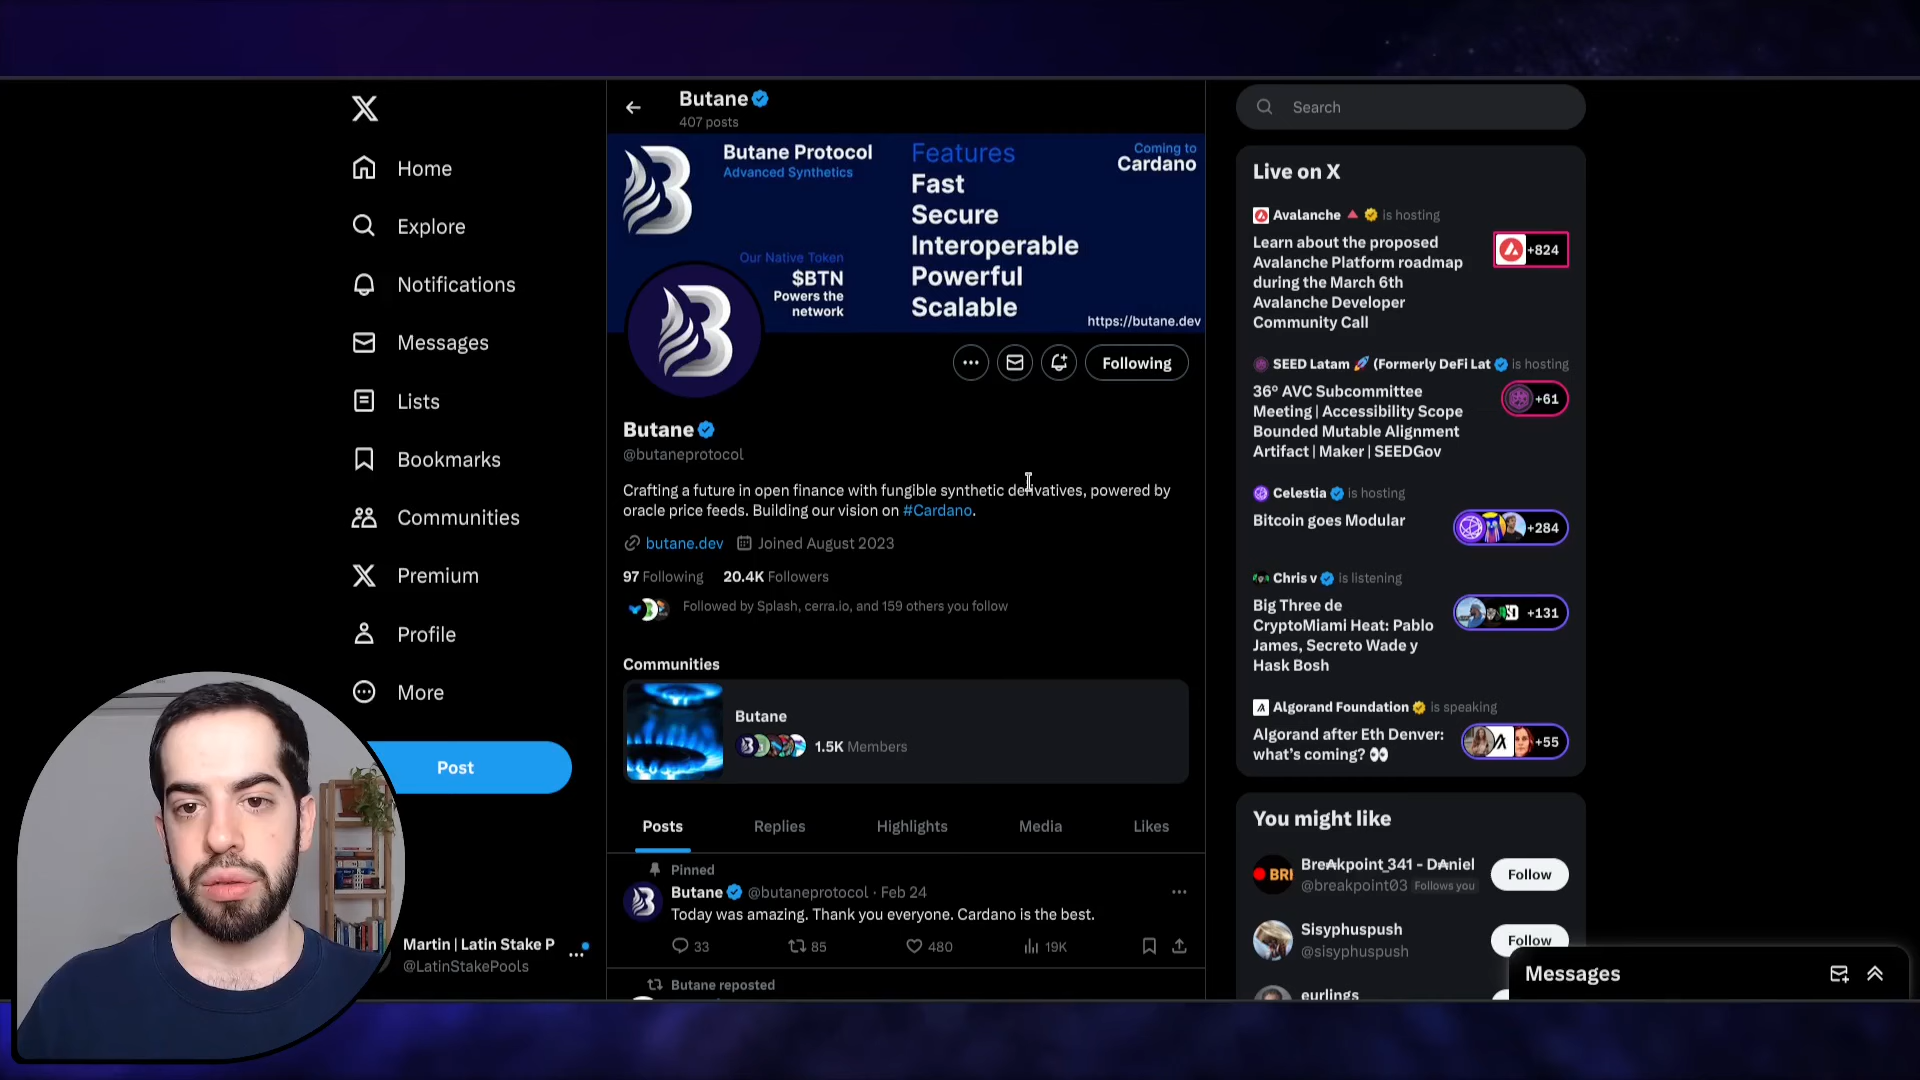 Home
Explore
Notifications
Messages
Lists
Bookmarks
Communities
Premium
Profile
More
Post
Martin | Latin Stake P
@LatinStakePools
Butane
407 posts
Butane Protocol
Advanced Synthetics
Our Native Token
$BTN
Powers the
network
Features
Fast
Secure
Interoperable
Powerful
Scalable
Coming to
Cardano
https://butane.dev
Following
Butane
@butaneprotocol
Crafting a future in open finance with fungible synthetic derivatives, powered by
oracle price feeds. Building our vision on #Cardano.
butane.dev Joined August 2023
97 Following 20.4K Followers
Followed by Splash, cerra.io, and 159 others you follow
Communities
Butane
1.5K Members
Posts Replies Highlights Media Likes
Pinned
Butane @butaneprotocol · Feb 24
Today was amazing. Thank you everyone. Cardano is the best.
33 85 480 19K
Butane reposted
Search
Live on X
Avalanche is hosting
Learn about the proposed
Avalanche Platform roadmap
during the March 6th
Avalanche Developer
Community Call
+824
SEED Latam 🚀 (Formerly DeFi Lat is hosting
36º AVC Subcommittee
Meeting | Accessibility Scope
Bounded Mutable Alignment
Artifact | Maker | SEEDGov
+61
Celestia is hosting
Bitcoin goes Modular
+284
Chris v is listening
Big Three de
CryptoMiami Heat: Pablo
James, Secreto Wade y
Hask Bosh
+131
Algorand Foundation is speaking
Algorand after Eth Denver:
what’s coming? 👀
+55
You might like
Bre₳kpoint_341 - D₳niel
@breakpoint03 Follows you
Follow
Sisyphuspush
@sisyphuspush
Follow
eurlings
Messages